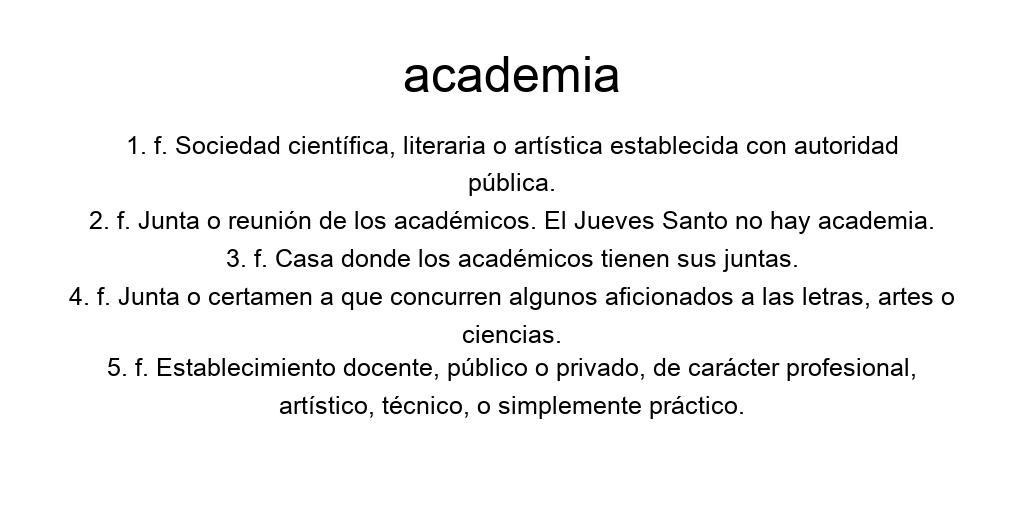 academia
1. f. Sociedad científica, literaria o artística establecida con autoridad
pública.
2. f. Junta o reunión de los académicos. El Jueves Santo no hay academia.
3. f. Casa donde los académicos tienen sus juntas.
4. f. Junta o certamen a que concurren algunos aficionados a las letras, artes o
ciencias.
5. f. Establecimiento docente, público o privado, de carácter profesional,
artístico, técnico, o simplemente práctico.